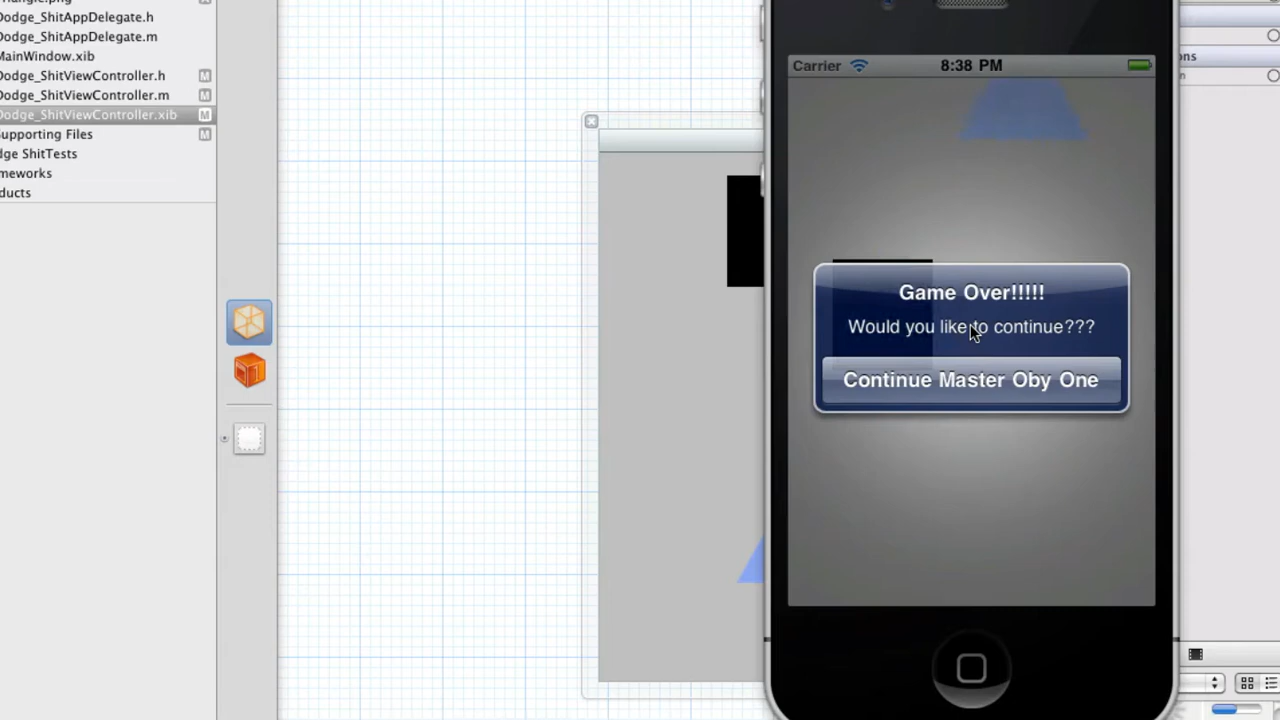 Dodge_ShitAppDelegate.h
Dodge_ShitAppDelegate.m
MainWindow.xib
Dodge_ShitViewController.h M
Dodge_ShitViewController.m M
Dodge_ShitViewController.xib M
Supporting Files M
dge ShitTests
meworks
ducts
Carrier 8:38 PM
Game Over!!!!!
Would you like to continue???
Continue Master Oby One
ons
n